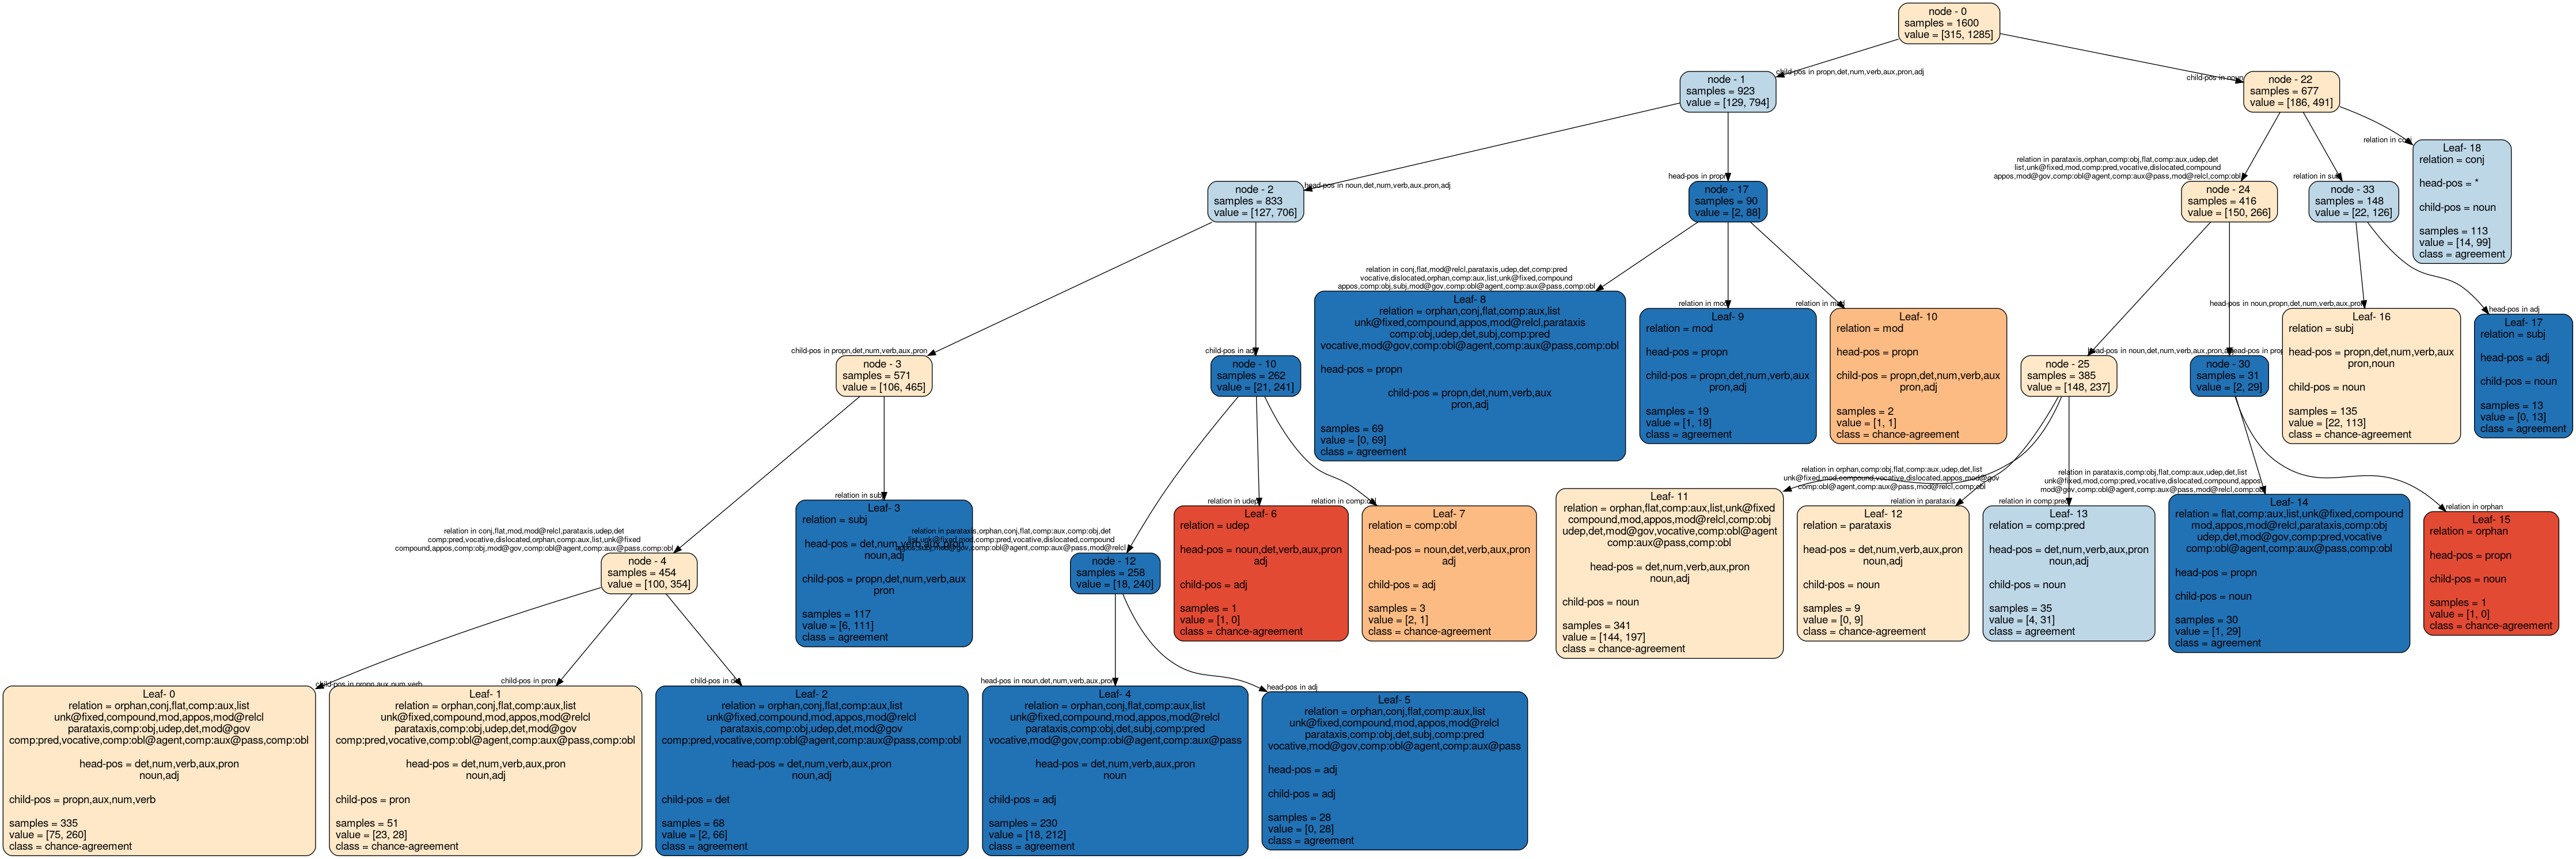 node - 0
samples = 1600
value = [315, 1285]
child-pos in propn,det,num,verb,aux,pron,adj
node - 1
samples = 923
value = [129, 794]
child-pos in noun
node - 22
samples = 677
value = [186, 491]
head-pos in noun,det,num,verb,aux,pron,adj
node - 2
samples = 833
value = [127, 706]
head-pos in propn
node - 17
samples = 90
value = [2, 88]
relation in parataxis,orphan,comp:obj,flat,comp:aux,udep,det
list,unk@fixed,mod,comp:pred,vocative,dislocated,compound
appos,mod@gov,comp:obl@agent,comp:aux@pass,mod@relcl,comp:obl
node - 24
samples = 416
value = [150, 266]
relation in subj
node - 33
samples = 148
value = [22, 126]
relation in conj
Leaf- 18
relation = conj
head-pos = *
child-pos = noun
samples = 113
value = [14, 99]
class = agreement
child-pos in propn,det,num,verb,aux,pron
node - 3
samples = 571
value = [106, 465]
child-pos in adj
node - 10
samples = 262
value = [21, 241]
relation in conj,flat,mod@relcl,parataxis,udep,det,comp:pred
vocative,dislocated,orphan,comp:aux,list,unk@fixed,compound
appos,comp:obj,subj,mod@gov,comp:obl@agent,comp:aux@pass,comp:obl
Leaf- 8
relation = orphan,conj,flat,comp:aux,list
unk@fixed,compound,appos,mod@relcl,parataxis
comp:obj,udep,det,subj,comp:pred
vocative,mod@gov,comp:obl@agent,comp:aux@pass,comp:obl
head-pos = propn
child-pos = propn,det,num,verb,aux
pron,adj
samples = 69
value = [0, 69]
class = agreement
relation in mod
Leaf- 9
relation = mod
head-pos = propn
child-pos = propn,det,num,verb,aux
pron,adj
samples = 19
value = [1, 18]
class = agreement
relation in mod
Leaf- 10
relation = mod
head-pos = propn
child-pos = propn,det,num,verb,aux
pron,adj
samples = 2
value = [1, 1]
class = chance-agreement
head-pos in noun,det,num,verb,aux,pron,adj
node - 25
samples = 385
value = [148, 237]
head-pos in propn
node - 30
samples = 31
value = [2, 29]
head-pos in noun,propn,det,num,verb,aux,pron
Leaf- 16
relation = subj
head-pos = propn,det,num,verb,aux
pron,noun
child-pos = noun
samples = 135
value = [22, 113]
class = chance-agreement
head-pos in adj
Leaf- 17
relation = subj
head-pos = adj
child-pos = noun
samples = 13
value = [0, 13]
class = agreement
relation in conj,flat,mod,mod@relcl,parataxis,udep,det
comp:pred,vocative,dislocated,orphan,comp:aux,list,unk@fixed
compound,appos,comp:obj,mod@gov,comp:obl@agent,comp:aux@pass,comp:obl
node - 4
samples = 454
value = [100, 354]
relation in subj
Leaf- 3
relation = subj
head-pos = det,num,verb,aux,pron
noun,adj
child-pos = propn,det,num,verb,aux
pron
samples = 117
value = [6, 111]
class = agreement
relation in parataxis,orphan,conj,flat,comp:aux,comp:obj,det
list,unk@fixed,mod,comp:pred,vocative,dislocated,compound
appos,subj,mod@gov,comp:obl@agent,comp:aux@pass,mod@relcl
node - 12
samples = 258
value = [18, 240]
relation in udep
Leaf- 6
relation = udep
head-pos = noun,det,verb,aux,pron
adj
child-pos = adj
samples = 1
value = [1, 0]
class = chance-agreement
relation in comp:obl
Leaf- 7
relation = comp:obl
head-pos = noun,det,verb,aux,pron
adj
child-pos = adj
samples = 3
value = [2, 1]
class = chance-agreement
relation in orphan,comp:obj,flat,comp:aux,udep,det,list
unk@fixed,mod,compound,vocative,dislocated,appos,mod@gov
comp:obl@agent,comp:aux@pass,mod@relcl,comp:obl
Leaf- 11
relation = orphan,flat,comp:aux,list,unk@fixed
compound,mod,appos,mod@relcl,comp:obj
udep,det,mod@gov,vocative,comp:obl@agent
comp:aux@pass,comp:obl
head-pos = det,num,verb,aux,pron
noun,adj
child-pos = noun
samples = 341
value = [144, 197]
class = chance-agreement
relation in parataxis
Leaf- 12
relation = parataxis
head-pos = det,num,verb,aux,pron
noun,adj
child-pos = noun
samples = 9
value = [0, 9]
class = chance-agreement
relation in comp:pred
Leaf- 13
relation = comp:pred
head-pos = det,num,verb,aux,pron
noun,adj
child-pos = noun
samples = 35
value = [4, 31]
class = agreement
relation in parataxis,comp:obj,flat,comp:aux,udep,det,list
unk@fixed,mod,comp:pred,vocative,dislocated,compound,appos
mod@gov,comp:obl@agent,comp:aux@pass,mod@relcl,comp:obl
Leaf- 14
relation = flat,comp:aux,list,unk@fixed,compound
mod,appos,mod@relcl,parataxis,comp:obj
udep,det,mod@gov,comp:pred,vocative
comp:obl@agent,comp:aux@pass,comp:obl
head-pos = propn
child-pos = noun
samples = 30
value = [1, 29]
class = agreement
relation in orphan
Leaf- 15
relation = orphan
head-pos = propn
child-pos = noun
samples = 1
value = [1, 0]
class = chance-agreement
child-pos in propn,aux,num,verb
Leaf- 0
relation = orphan,conj,flat,comp:aux,list
unk@fixed,compound,mod,appos,mod@relcl
parataxis,comp:obj,udep,det,mod@gov
comp:pred,vocative,comp:obl@agent,comp:aux@pass,comp:obl
head-pos = det,num,verb,aux,pron
noun,adj
child-pos = propn,aux,num,verb
samples = 335
value = [75, 260]
class = chance-agreement
child-pos in pron
Leaf- 1
relation = orphan,conj,flat,comp:aux,list
unk@fixed,compound,mod,appos,mod@relcl
parataxis,comp:obj,udep,det,mod@gov
comp:pred,vocative,comp:obl@agent,comp:aux@pass,comp:obl
head-pos = det,num,verb,aux,pron
noun,adj
child-pos = pron
samples = 51
value = [23, 28]
class = chance-agreement
child-pos in det
Leaf- 2
relation = orphan,conj,flat,comp:aux,list
unk@fixed,compound,mod,appos,mod@relcl
parataxis,comp:obj,udep,det,mod@gov
comp:pred,vocative,comp:obl@agent,comp:aux@pass,comp:obl
head-pos = det,num,verb,aux,pron
noun,adj
child-pos = det
samples = 68
value = [2, 66]
class = agreement
head-pos in noun,det,num,verb,aux,pron
Leaf- 4
relation = orphan,conj,flat,comp:aux,list
unk@fixed,compound,mod,appos,mod@relcl
parataxis,comp:obj,det,subj,comp:pred
vocative,mod@gov,comp:obl@agent,comp:aux@pass
head-pos = det,num,verb,aux,pron
noun
child-pos = adj
samples = 230
value = [18, 212]
class = agreement
head-pos in adj
Leaf- 5
relation = orphan,conj,flat,comp:aux,list
unk@fixed,compound,mod,appos,mod@relcl
parataxis,comp:obj,det,subj,comp:pred
vocative,mod@gov,comp:obl@agent,comp:aux@pass
head-pos = adj
child-pos = adj
samples = 28
value = [0, 28]
class = agreement